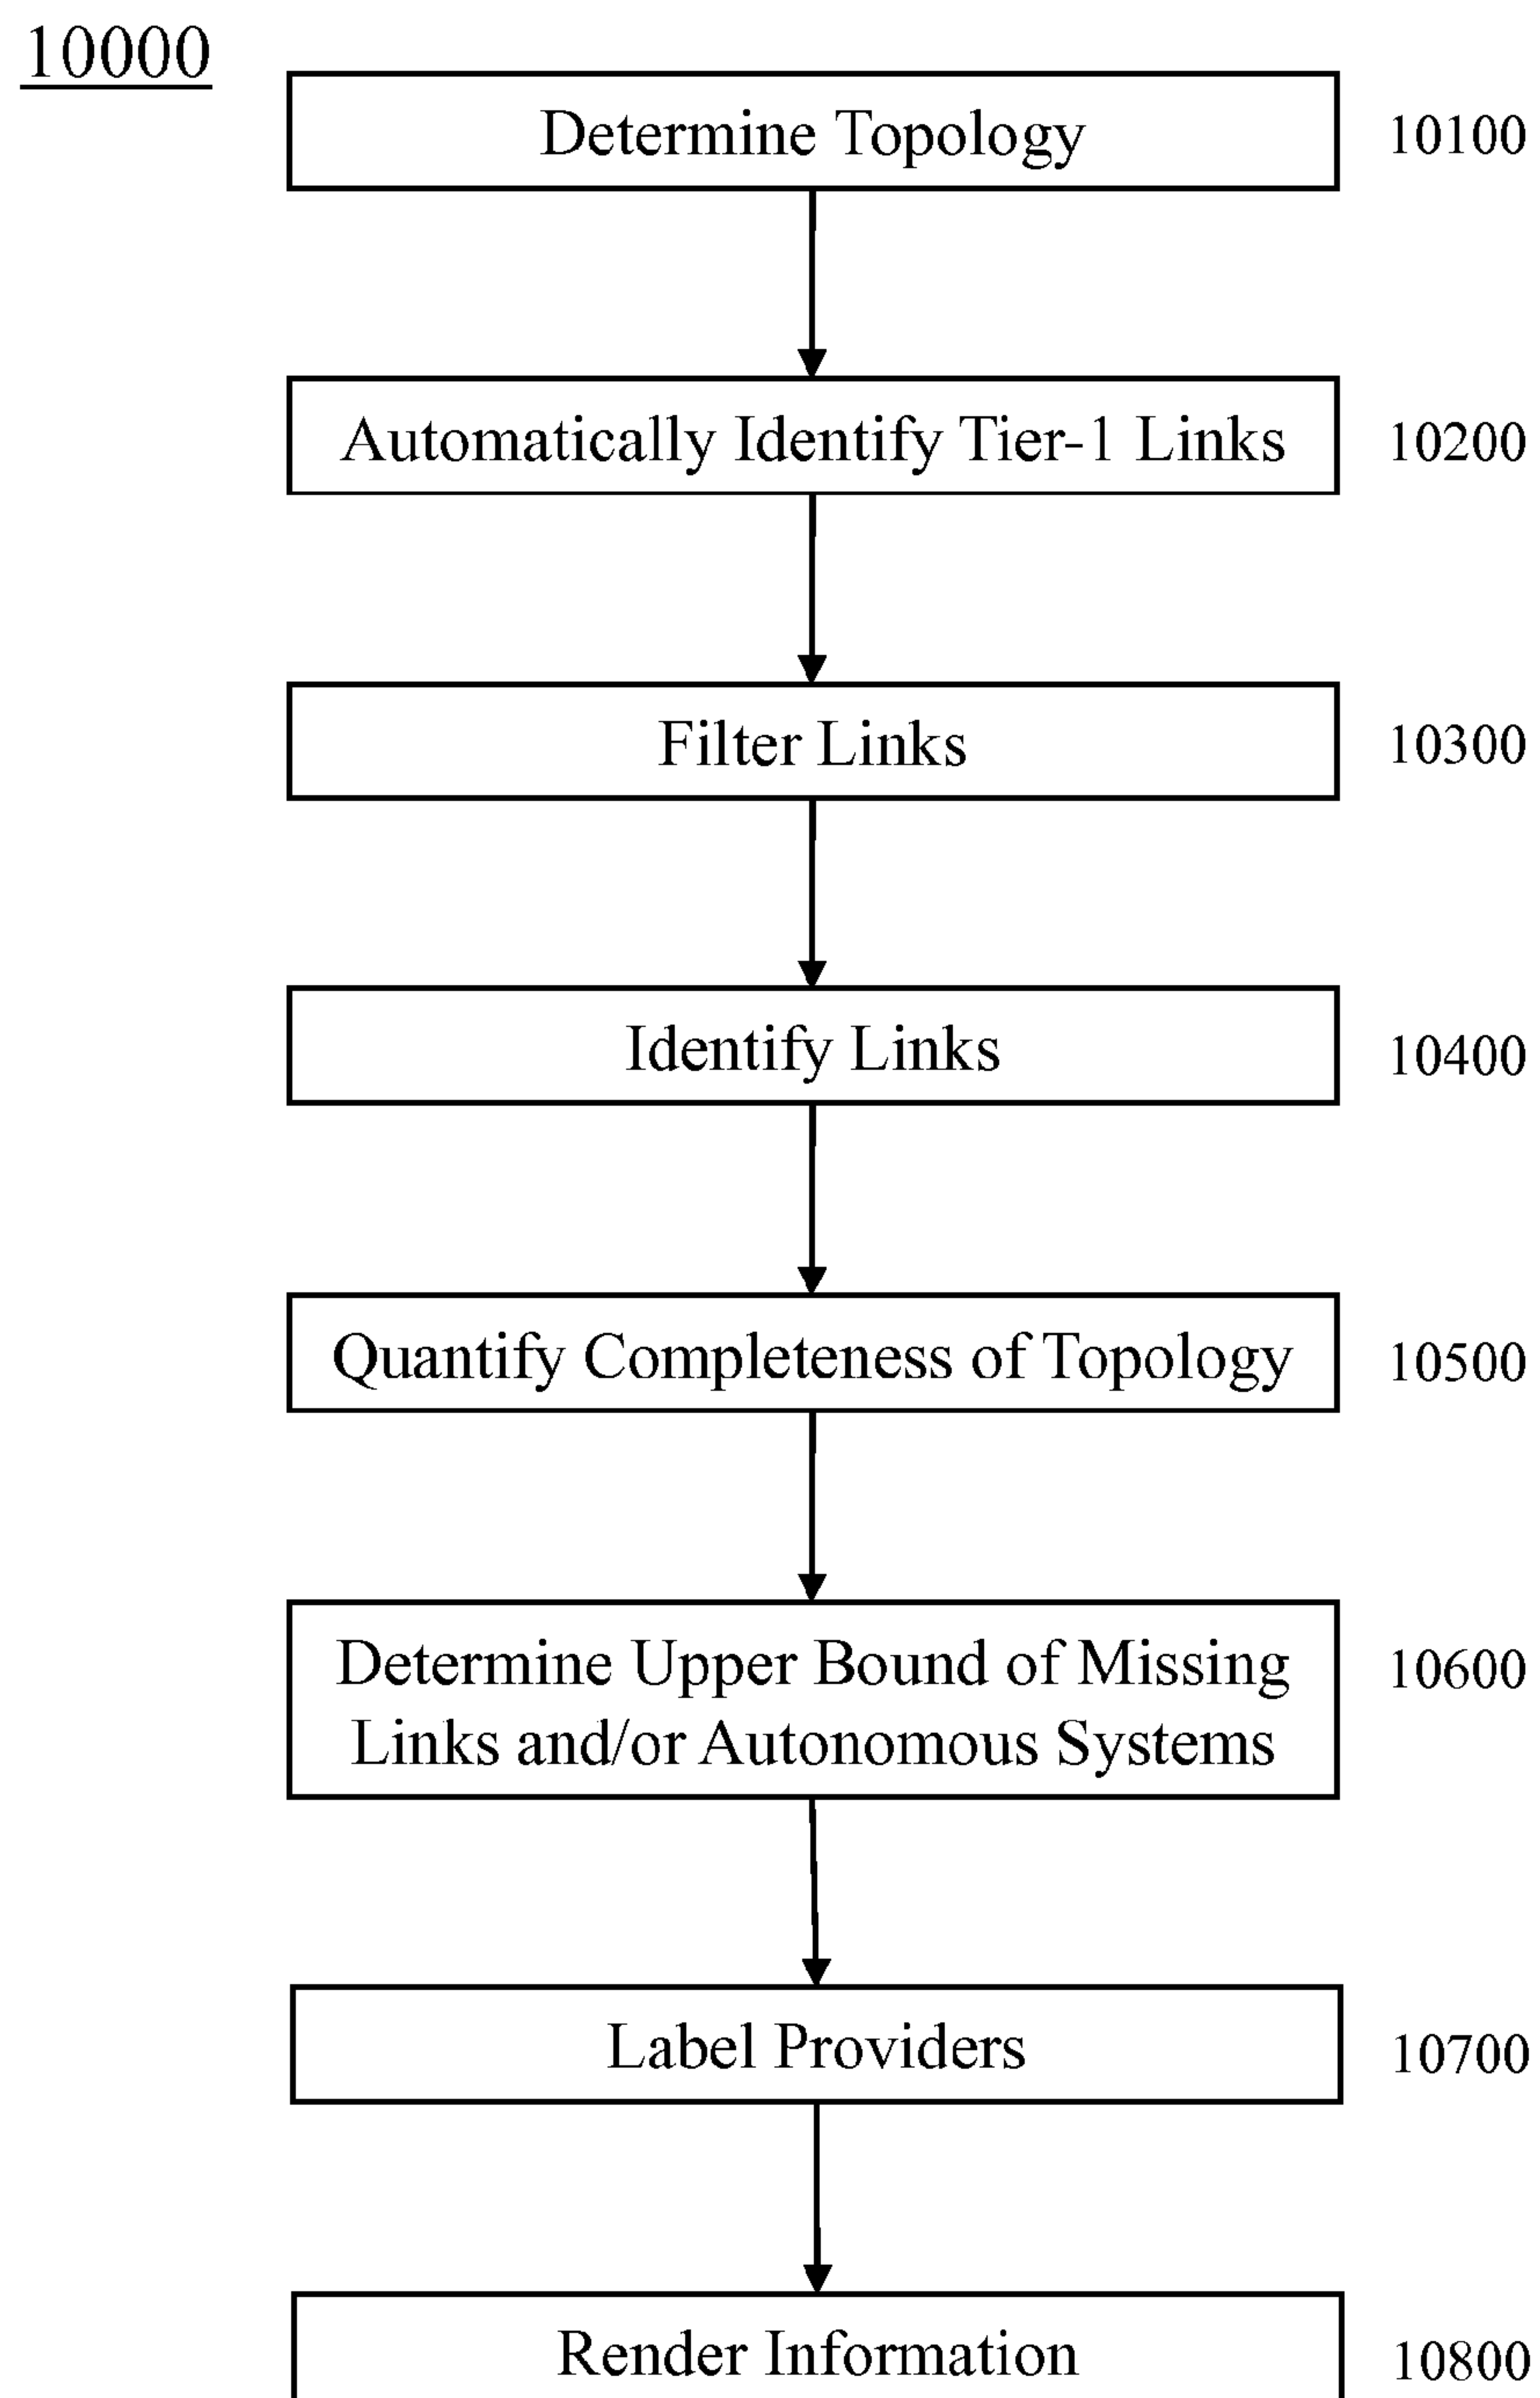 10000
Determine Topology
10100
Automatically Identify Tier-1 Links
10200
Filter Links
10300
Identify Links
10400
Quantify Completeness of Topology
10500
Determine Upper Bound of Missing
Links and/or Autonomous Systems
10600
Label Providers
10700
Render Information
10800